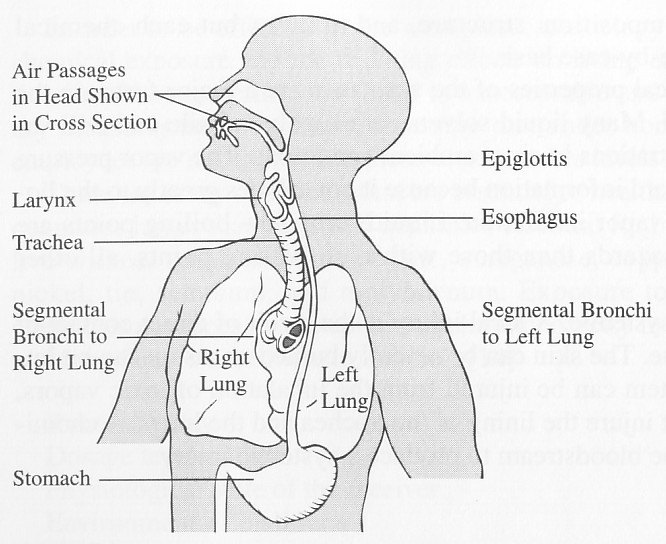 Air Passages
in Head Shown
in Cross Section
Epiglottis
Larynx
Esophagus
Trachea
Segmental
Bronchi to
Right Lung
Segmental Bronchi
to Left Lung
Right
Lung
Left
Lung
Stomach